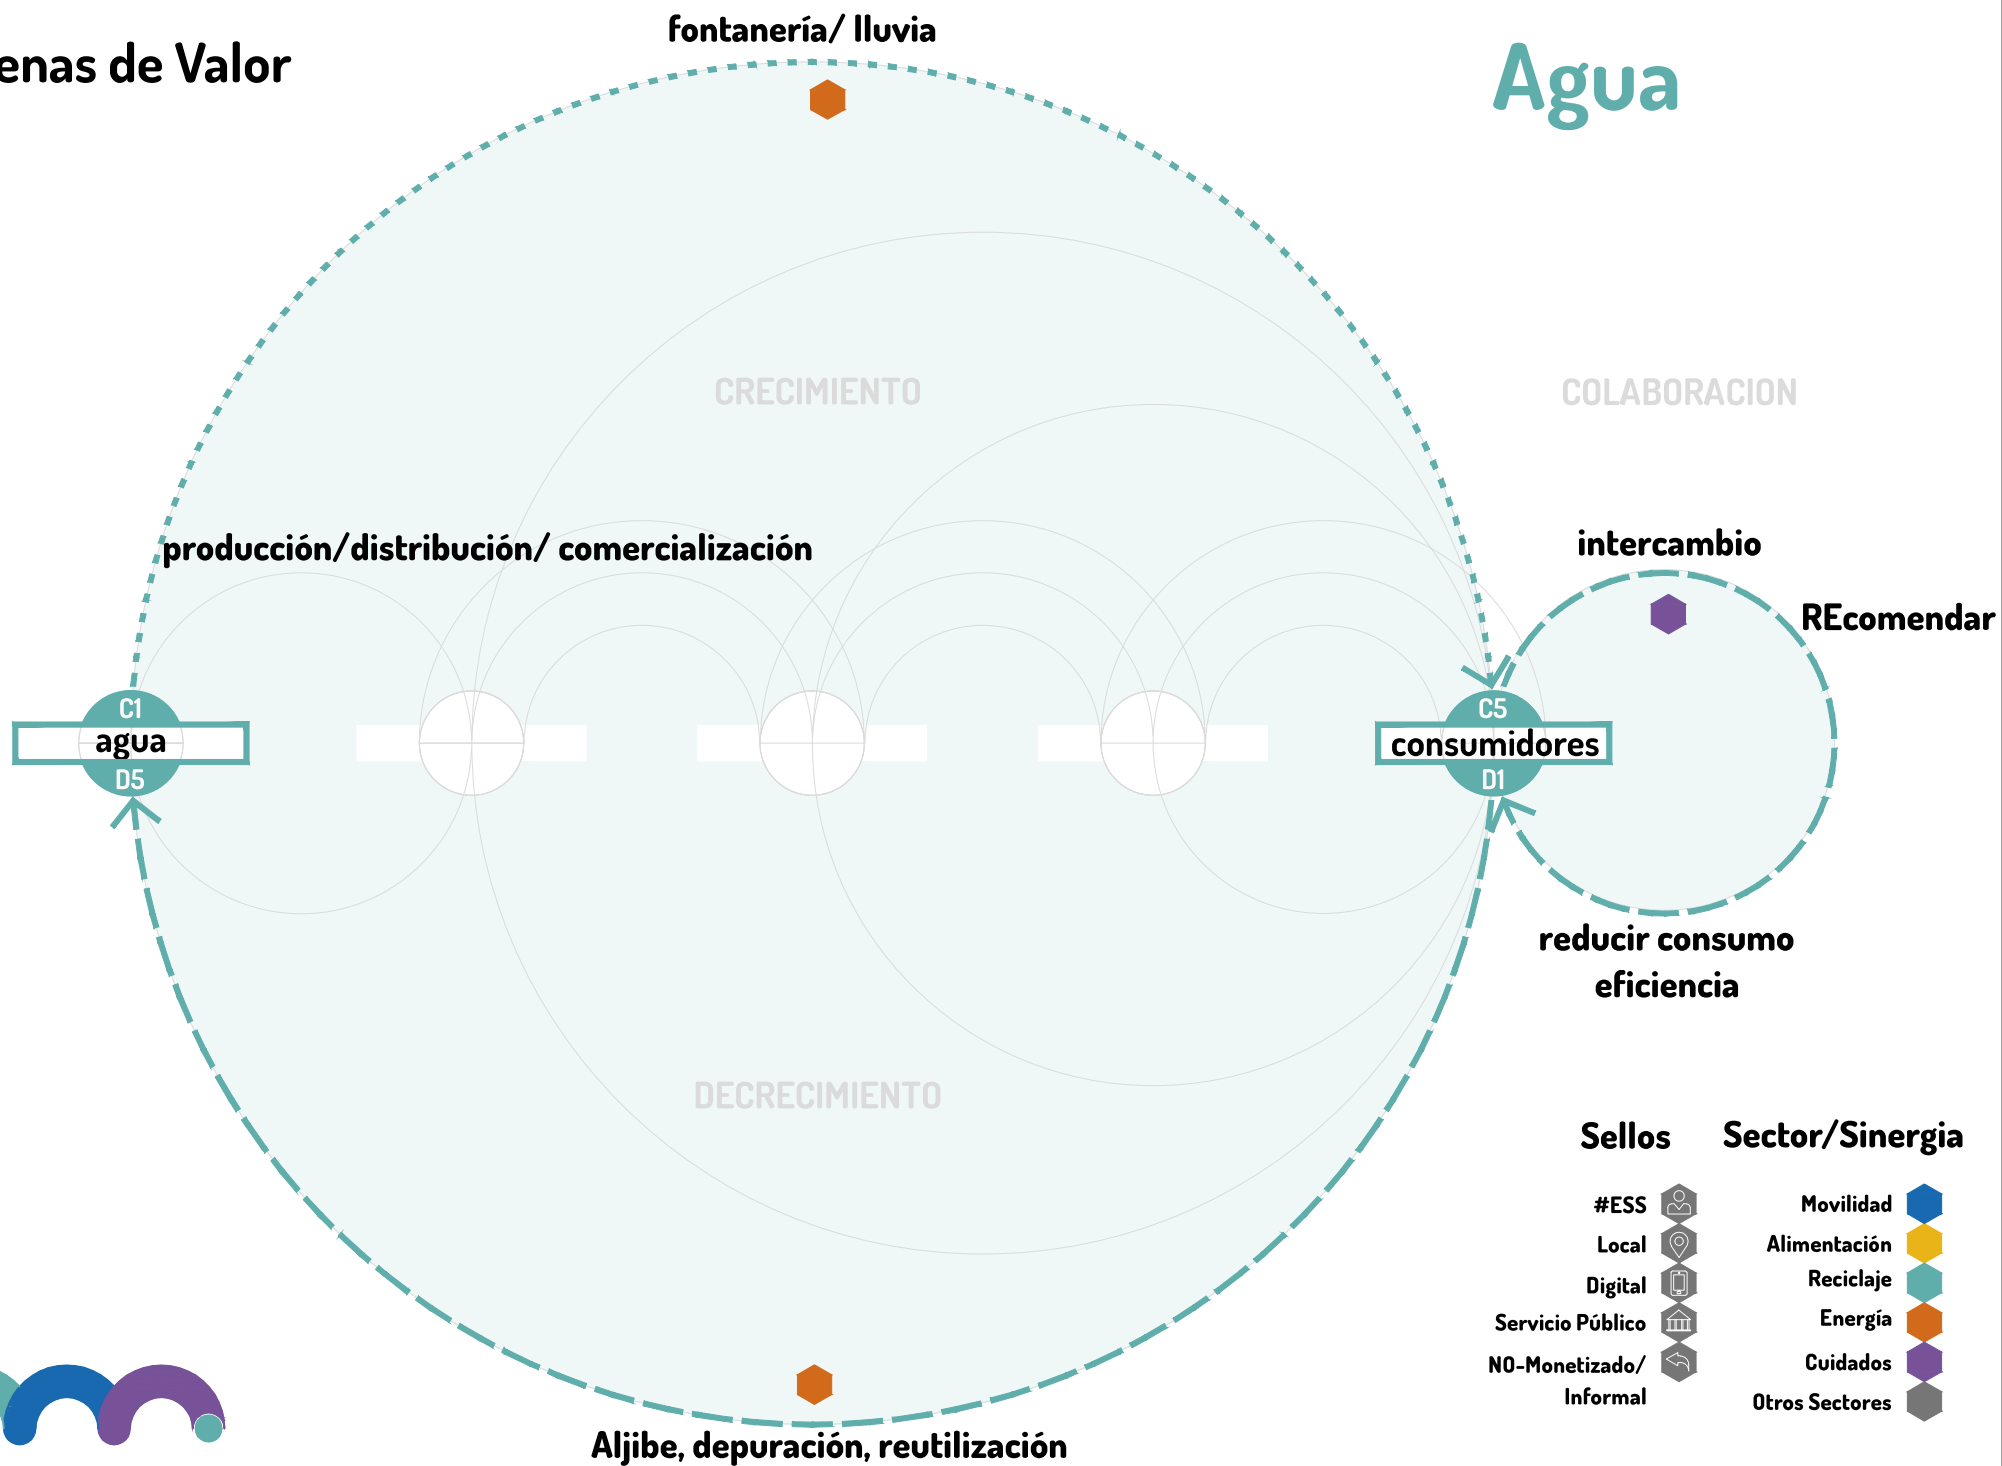 fontanería/ lluvia
enas de Valor
Agua
CRECIMIENTO
COLABORACION
producción/distribución/ comercialización
intercambio
REcomendar
C1
agua
D5
C5
consumidores
D1
reducir consumo
eficiencia
DECRECIMIENTO
Sellos
#ESS
Local
Digital
Servicio Público
NO-Monetizado/
Informal
Sector/Sinergia
Movilidad
Alimentación
Reciclaje
Energía
Cuidados
Otros Sectores
Aljibe, depuración, reutilización